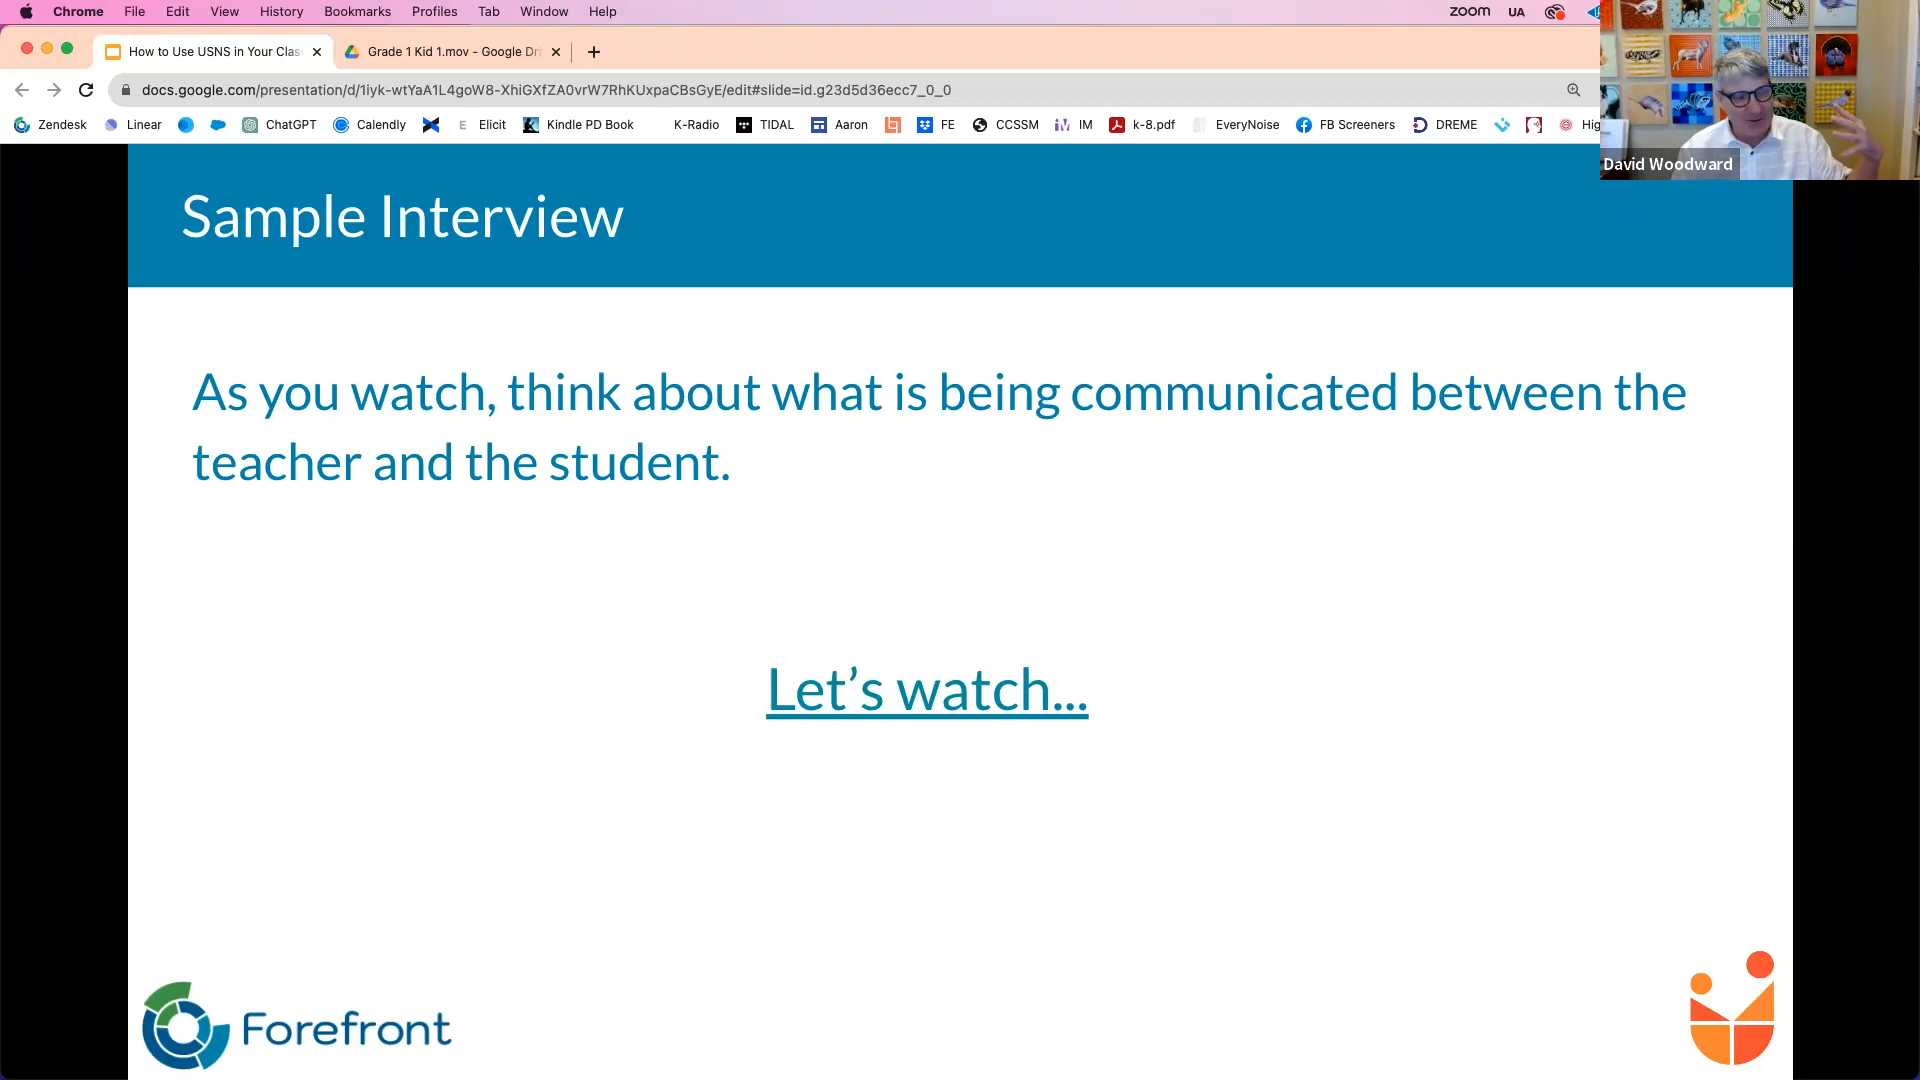 Chrome File Edit View History Bookmarks Profiles Tab Window Help zoom UA
How to Use USNS in Your Clas Grade 1 Kid 1.mov - Google Dri
docs.google.com/presentation/d/1iyk-wtYaA1L4goW8-XhiGXfZA0vrW7RhKUxpaCBsGyE/edit#slide=id.g23d5d36ecc7_0_0
Zendesk Linear ChatGPT Calendly E Elicit Kindle PD Book K-Radio TIDAL Aaron FE CCSSM IM k-8.pdf EveryNoise FB Screeners DREME Hig
David Woodward
Sample Interview
As you watch, think about what is being communicated between the
teacher and the student.
Let's watch...
Forefront